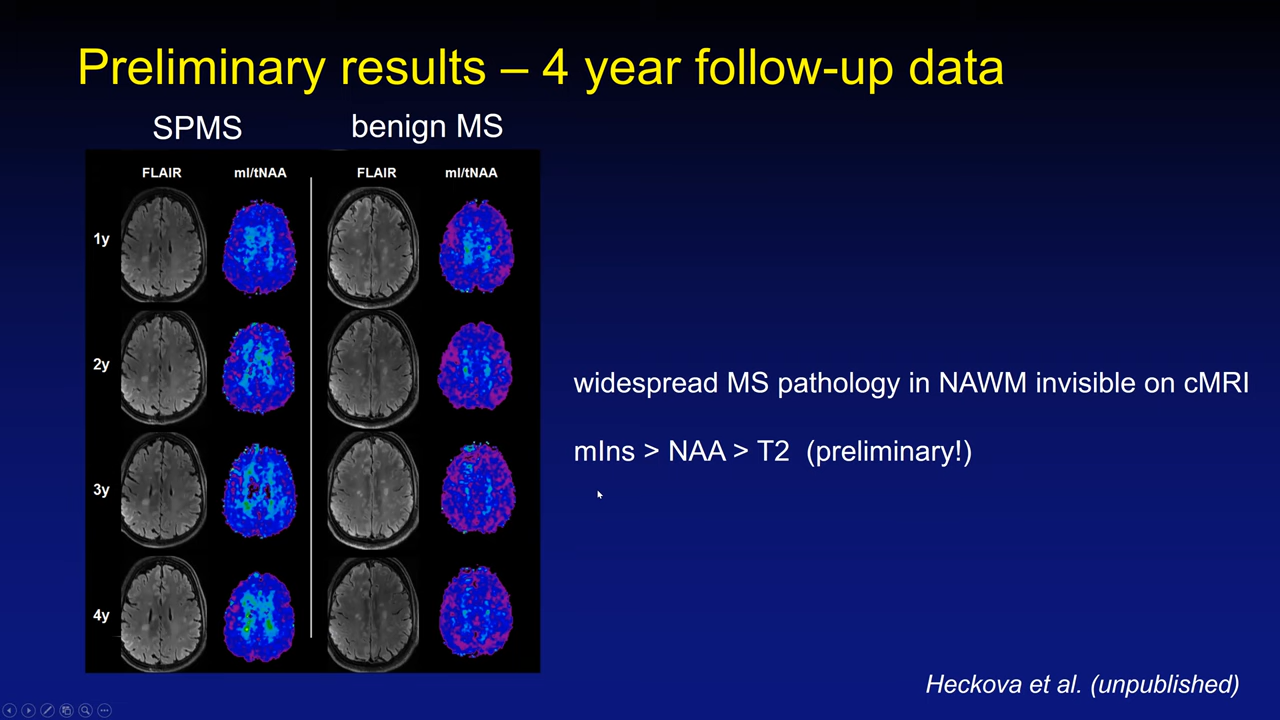 Preliminary results – 4 year follow-up data
SPMS
benign MS
FLAIR
mI/tNAA
FLAIR
mI/tNAA
1y
2y
3y
4y
widespread MS pathology in NAWM invisible on cMRI
mIns > NAA > T2 (preliminary!)
Heckova et al. (unpublished)